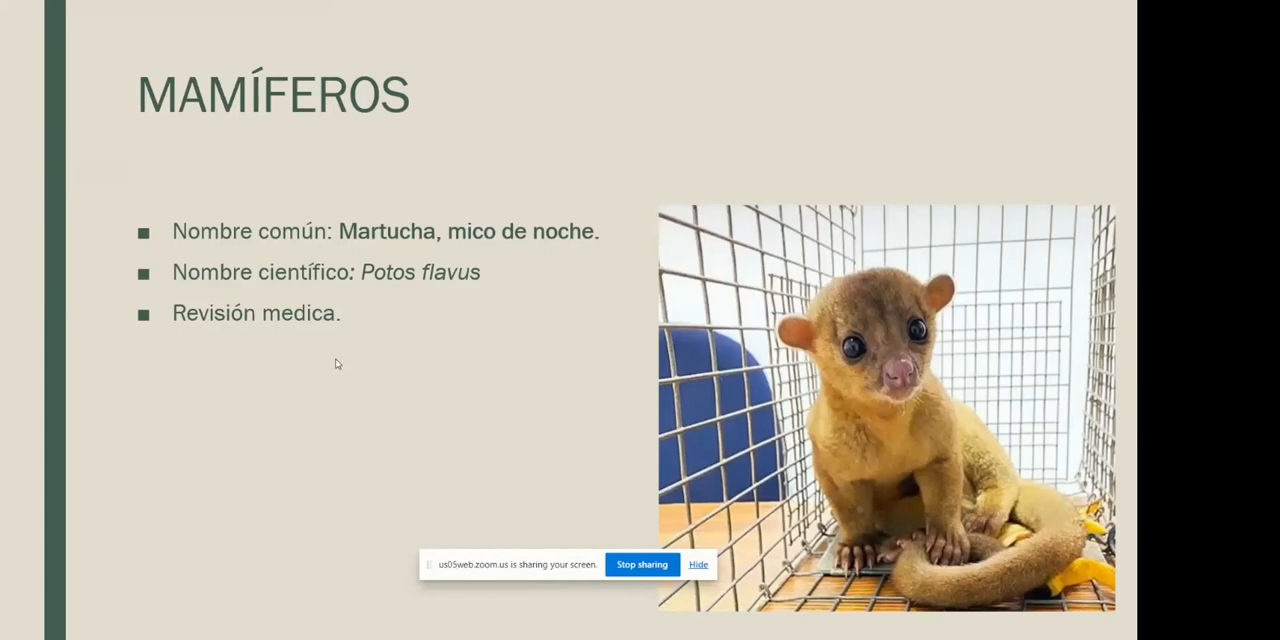 MAMÍFEROS
Nombre común: Martucha, mico de noche.
Nombre científico: Potos flavus
Revisión medica.
us05web.zoom.us is sharing your screen.
Stop sharing
Hide